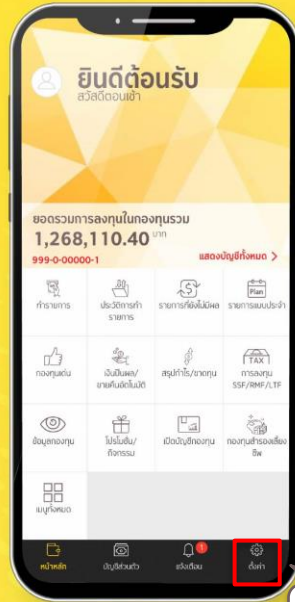 ยินดีต้อนรับ
สวัสดีตอนเช้า
ยอดรวมการลงทุนในกองทุนรวม
1,268,110.40 บาท
999-0-00000-1
แสดงบัญชีทั้งหมด >
ทำรายการ
ประวัติการทำ
รายการ
รายการที่ยังไม่มีผล
Plan
รายการแบบประจำ
กองทุนเด่น
เงินปันผล/
ขายคืนอัตโนมัติ
สรุปกำไร/ขาดทุน
TAX
การลงทุน
SSF/RMF/LTF
ข้อมูลกองทุน
โปรโมชั่น/
กิจกรรม
เปิดบัญชีกองทุน
กองทุนสำรองเลี้ยง
ชีพ
เมนูทั้งหมด
หน้าหลัก
บัญชีส่วนตัว
1
แจ้งเตือน
ตั้งค่า